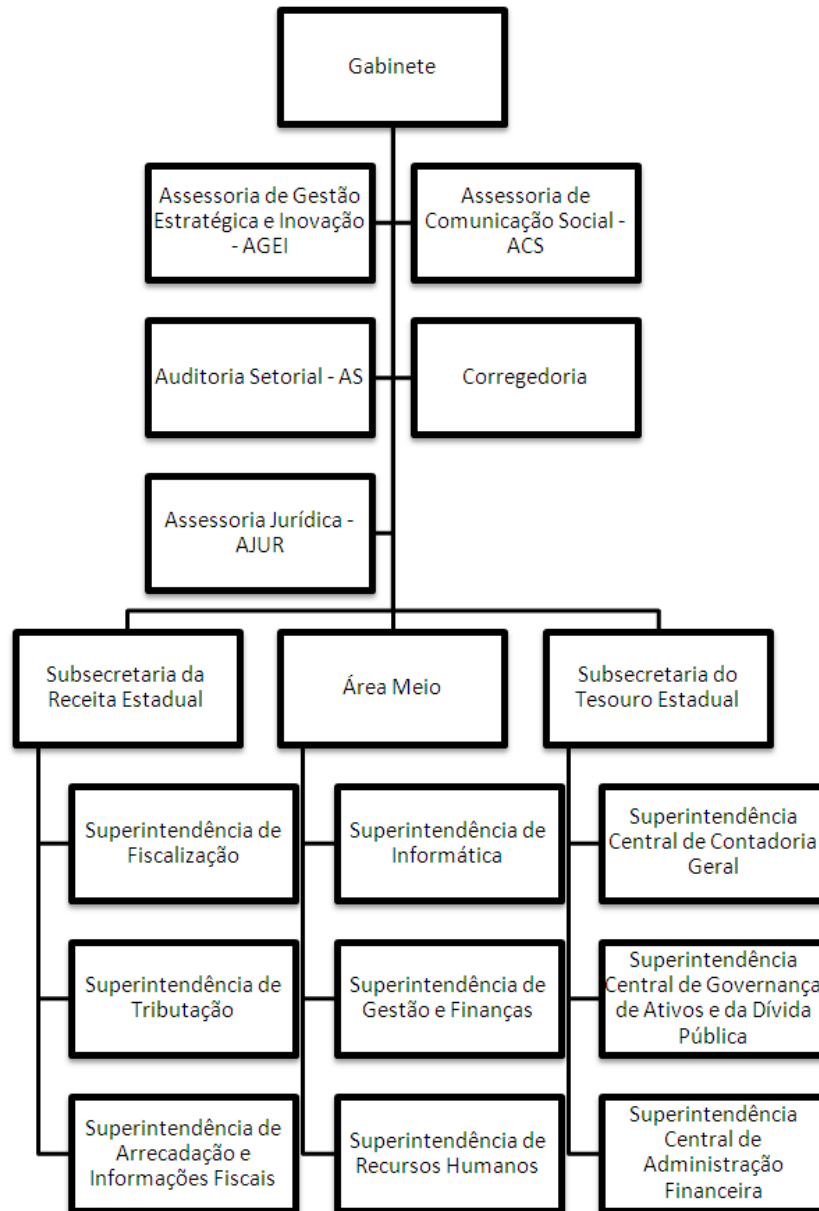 Gabinete
Assessoria de Gestão
Estratégica e Inovação
- AGEI
Assessoria de
Comunicação Social -
ACS
Auditoria Setorial - AS
Corregedoria
Assessoria Jurídica -
AJUR
Subsecretaria da
Receita Estadual
Área Meio
Subsecretaria do
Tesouro Estadual
Superintendência de
Fiscalização
Superintendência de
Informática
Superintendência
Central de Contadoria
Geral
Superintendência de
Tributação
Superintendência de
Gestão e Finanças
Superintendência
Central de Governança
de Ativos e da Dívida
Pública
Superintendência de
Arrecadação e
Informações Fiscais
Superintendência de
Recursos Humanos
Superintendência
Central de
Administração
Financeira